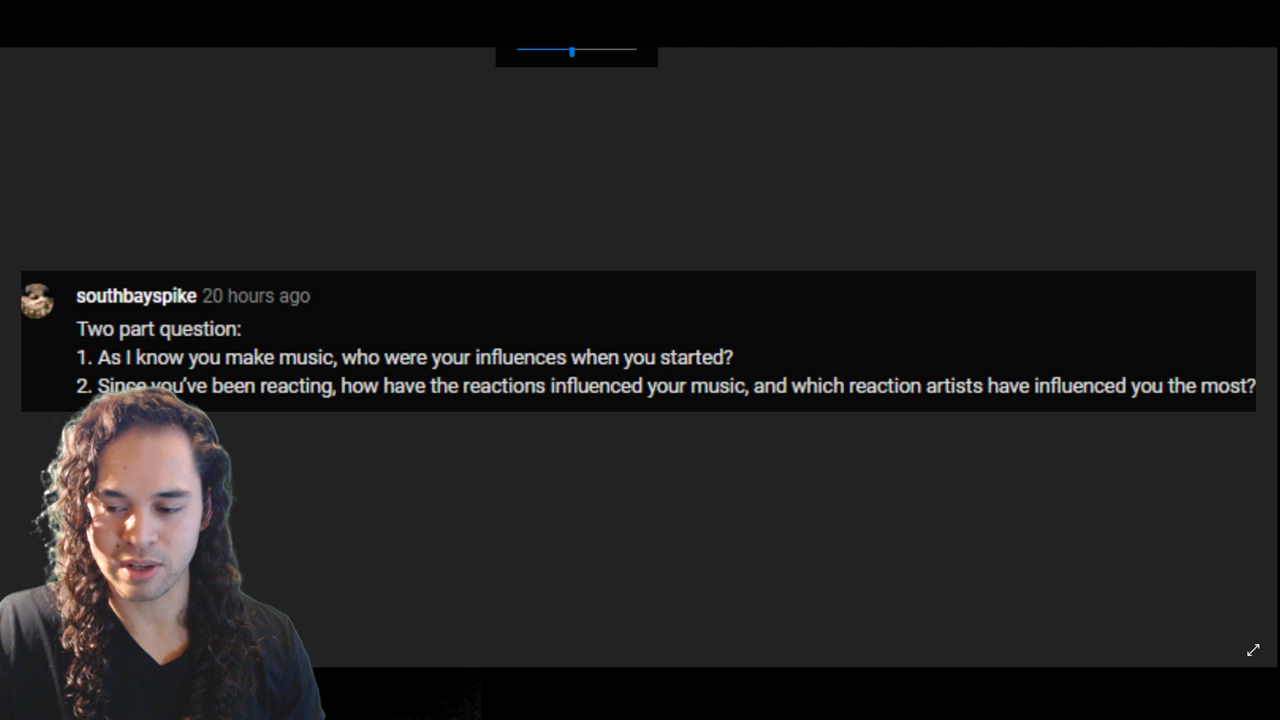 southbayspike 20 hours ago
Two part question:
1. As I know you make music, who were your influences when you started?
2. Since you've been reacting, how have the reactions influenced your music, and which reaction artists have influenced you the most?